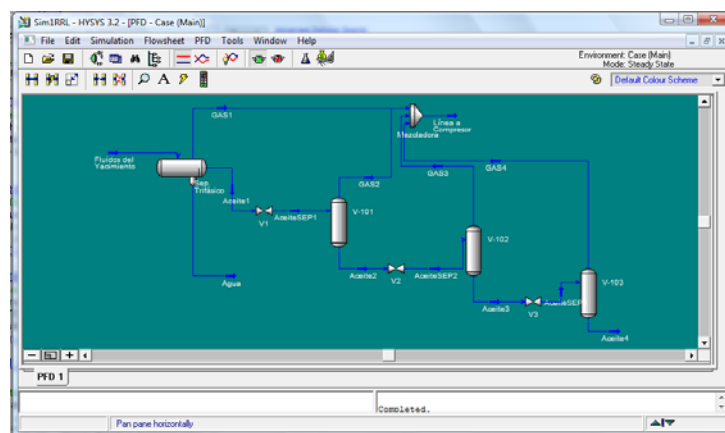 Sim1RRL - HYSYS 3.2 - [PFD - Case (Main)]
File Edit Simulation Flowsheet PFD Tools Window Help
Environment: Case (Main)
Mode: Steady State
Default Colour Scheme
GAS1
Línea a
Compresor
Mezcladora
Fluidos del
Yacimiento
GAS4
GAS3
Sep.
Trifásico
GAS2
Aceite1
V1
AceiteSEP1
V-101
V-102
Agua
Aceite2
V2
AceiteSEP2
V-103
Aceite3
V3
AceiteSEP
Aceite4
PFD 1
Completed.
Pan pane horizontally